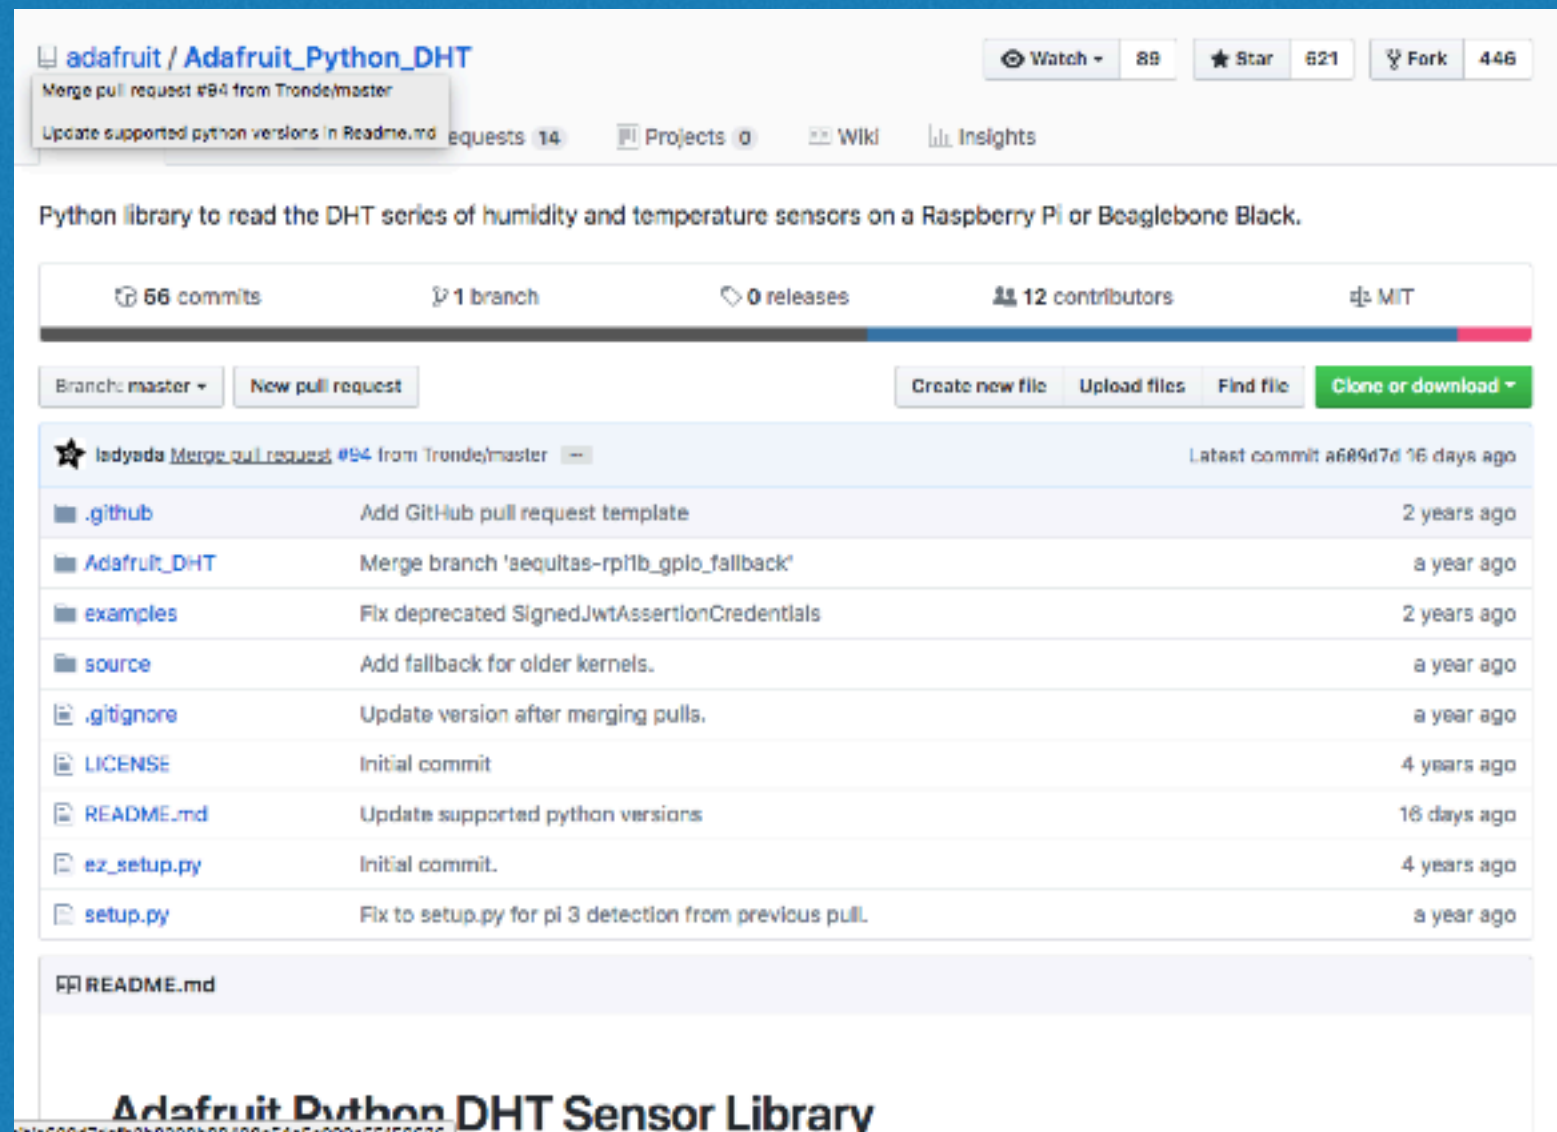 adafruit / Adafruit_Python_DHT
Watch 89 Star 621 Fork 446
Merge pull request #94 from Tronde/master
Update supported python versions in Readme.md
equests 14 Projects 0 Wiki Insights
Python library to read the DHT series of humidity and temperature sensors on a Raspberry Pi or Beaglebone Black.
56 commits 1 branch 0 releases 12 contributors MIT
Branch: master New pull request Create new file Upload files Find file Clone or download
ladyada Merge pull request #94 from Tronde/master Latest commit a609d7d 16 days ago
.github Add GitHub pull request template 2 years ago
Adafruit_DHT Merge branch 'aequitas-rpi1b_gpio_fallback' a year ago
examples Fix deprecated SignedJwtAssertionCredentials 2 years ago
source Add fallback for older kernels. a year ago
.gitignore Update version after merging pulls. a year ago
LICENSE Initial commit 4 years ago
README.md Update supported python versions 16 days ago
ez_setup.py Initial commit. 4 years ago
setup.py Fix to setup.py for pi 3 detection from previous pull. a year ago
README.md
Adafruit Python DHT Sensor Library